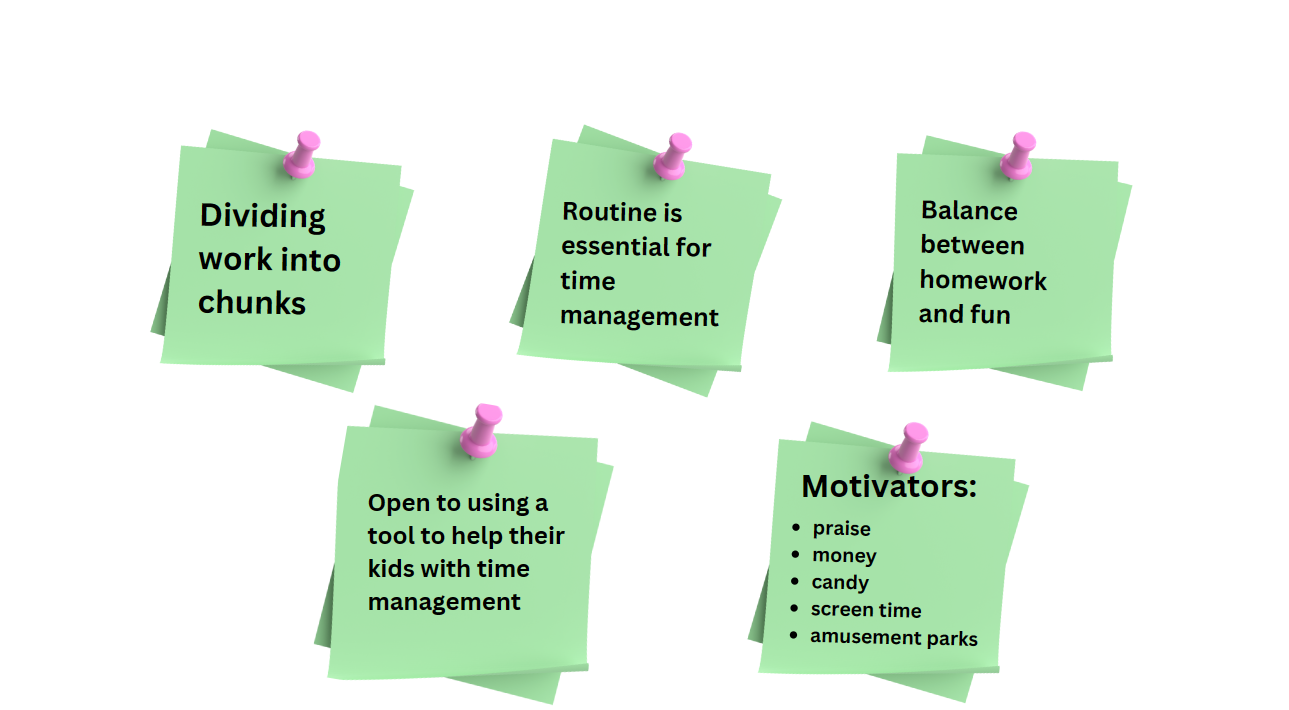 Dividing
work into
chunks
Routine is
essential for
time
management
Balance
between
homework
and fun
Open to using a
tool to help their
kids with time
management
Motivators:
• praise
• money
• candy
• screen time
• amusement parks